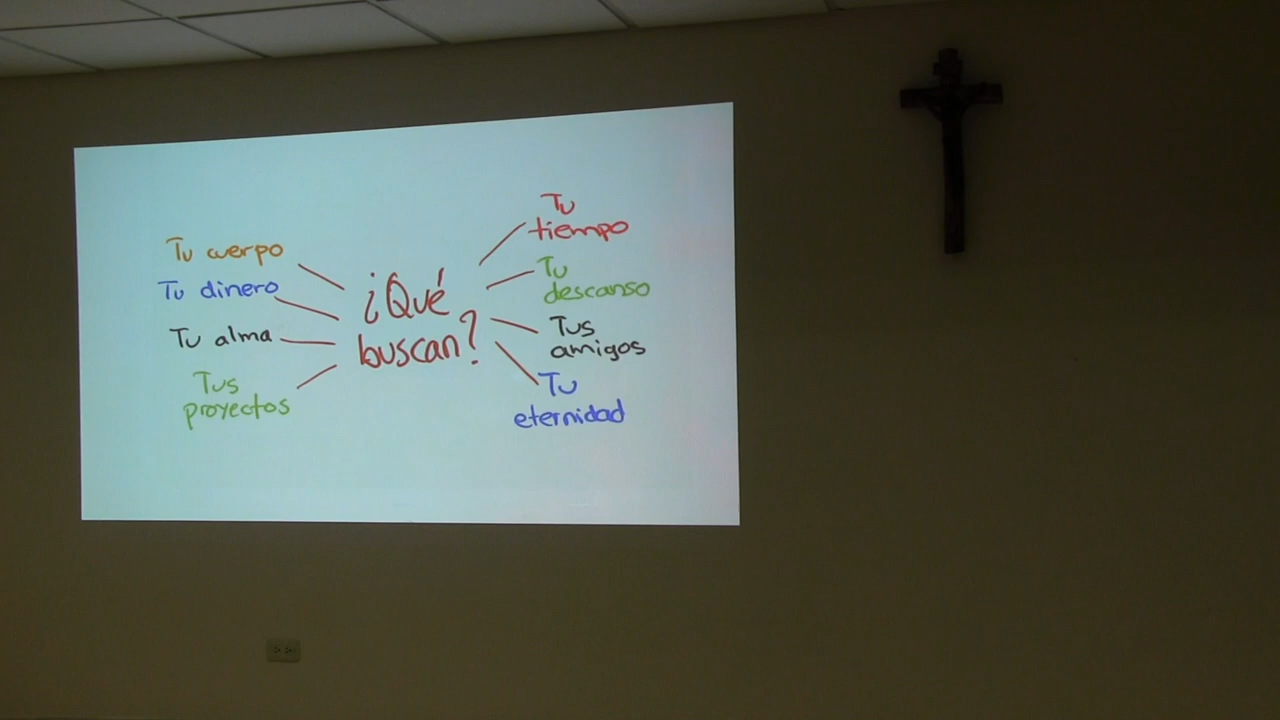 Tu cuerpo
Tu dinero
Tu alma
Tus
proyectos
¿Qué
buscan?
Tu
tiempo
Tu
descanso
Tus
amigos
Tu
eternidad